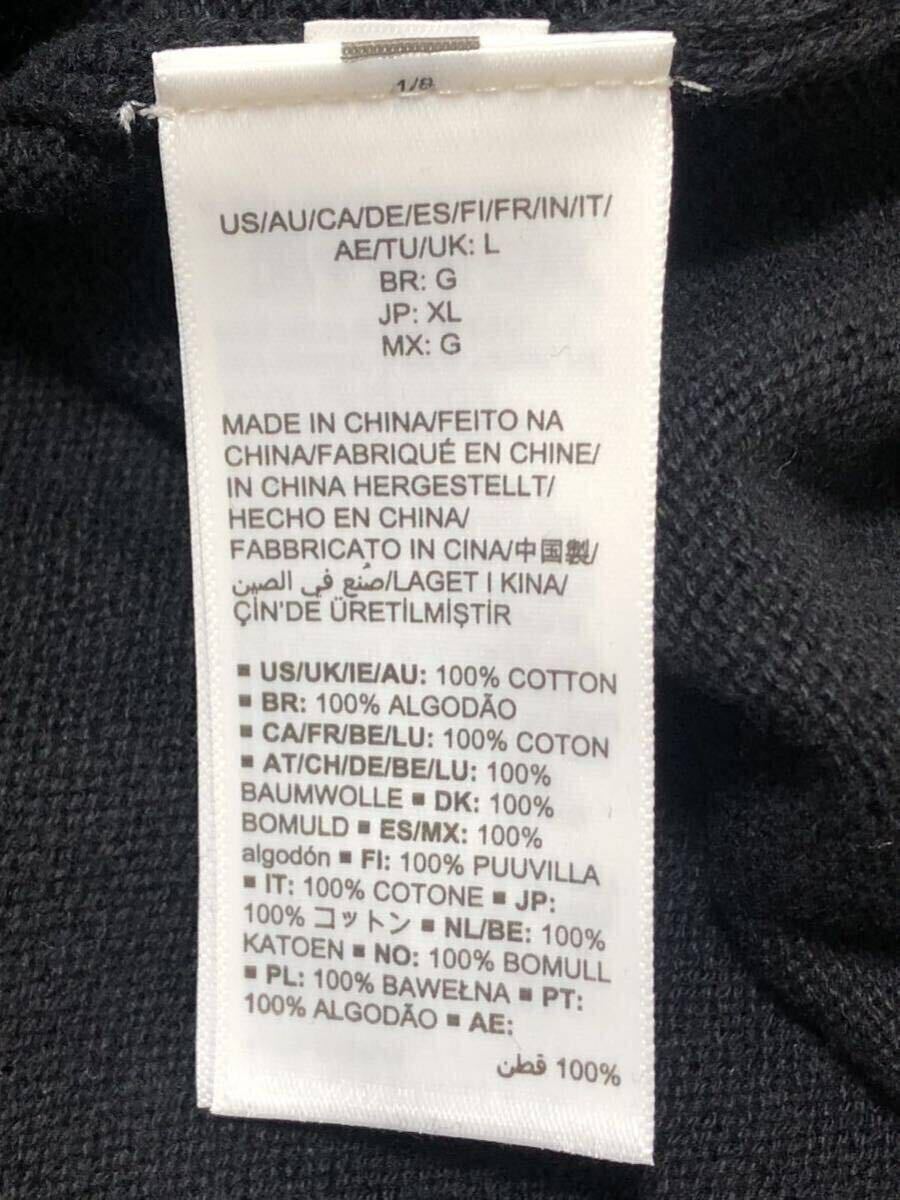 1/8
US/AU/CA/DE/ES/FI/FR/IN/IT/
AE/TU/UK: L
BR: G
JP: XL
MX: G
MADE IN CHINA/FEITO NA
CHINA/FABRIQUÉ EN CHINE/
IN CHINA HERGESTELLT/
HECHO EN CHINA/
FABBRICATO IN CINA/中国製/
صُنع في الصين/LAGET I KINA/
ÇİN'DE ÜRETİLMİŞTİR
▪ US/UK/IE/AU: 100% COTTON
▪ BR: 100% ALGODÃO
▪ CA/FR/BE/LU: 100% COTON
▪ AT/CH/DE/BE/LU: 100%
BAUMWOLLE ▪ DK: 100%
BOMULD ▪ ES/MX: 100%
algodón ▪ FI: 100% PUUVILLA
▪ IT: 100% COTONE ▪ JP:
100% コットン ▪ NL/BE: 100%
KATOEN ▪ NO: 100% BOMULL
▪ PL: 100% BAWEŁNA ▪ PT:
100% ALGODÃO ▪ AE:
100% قطن